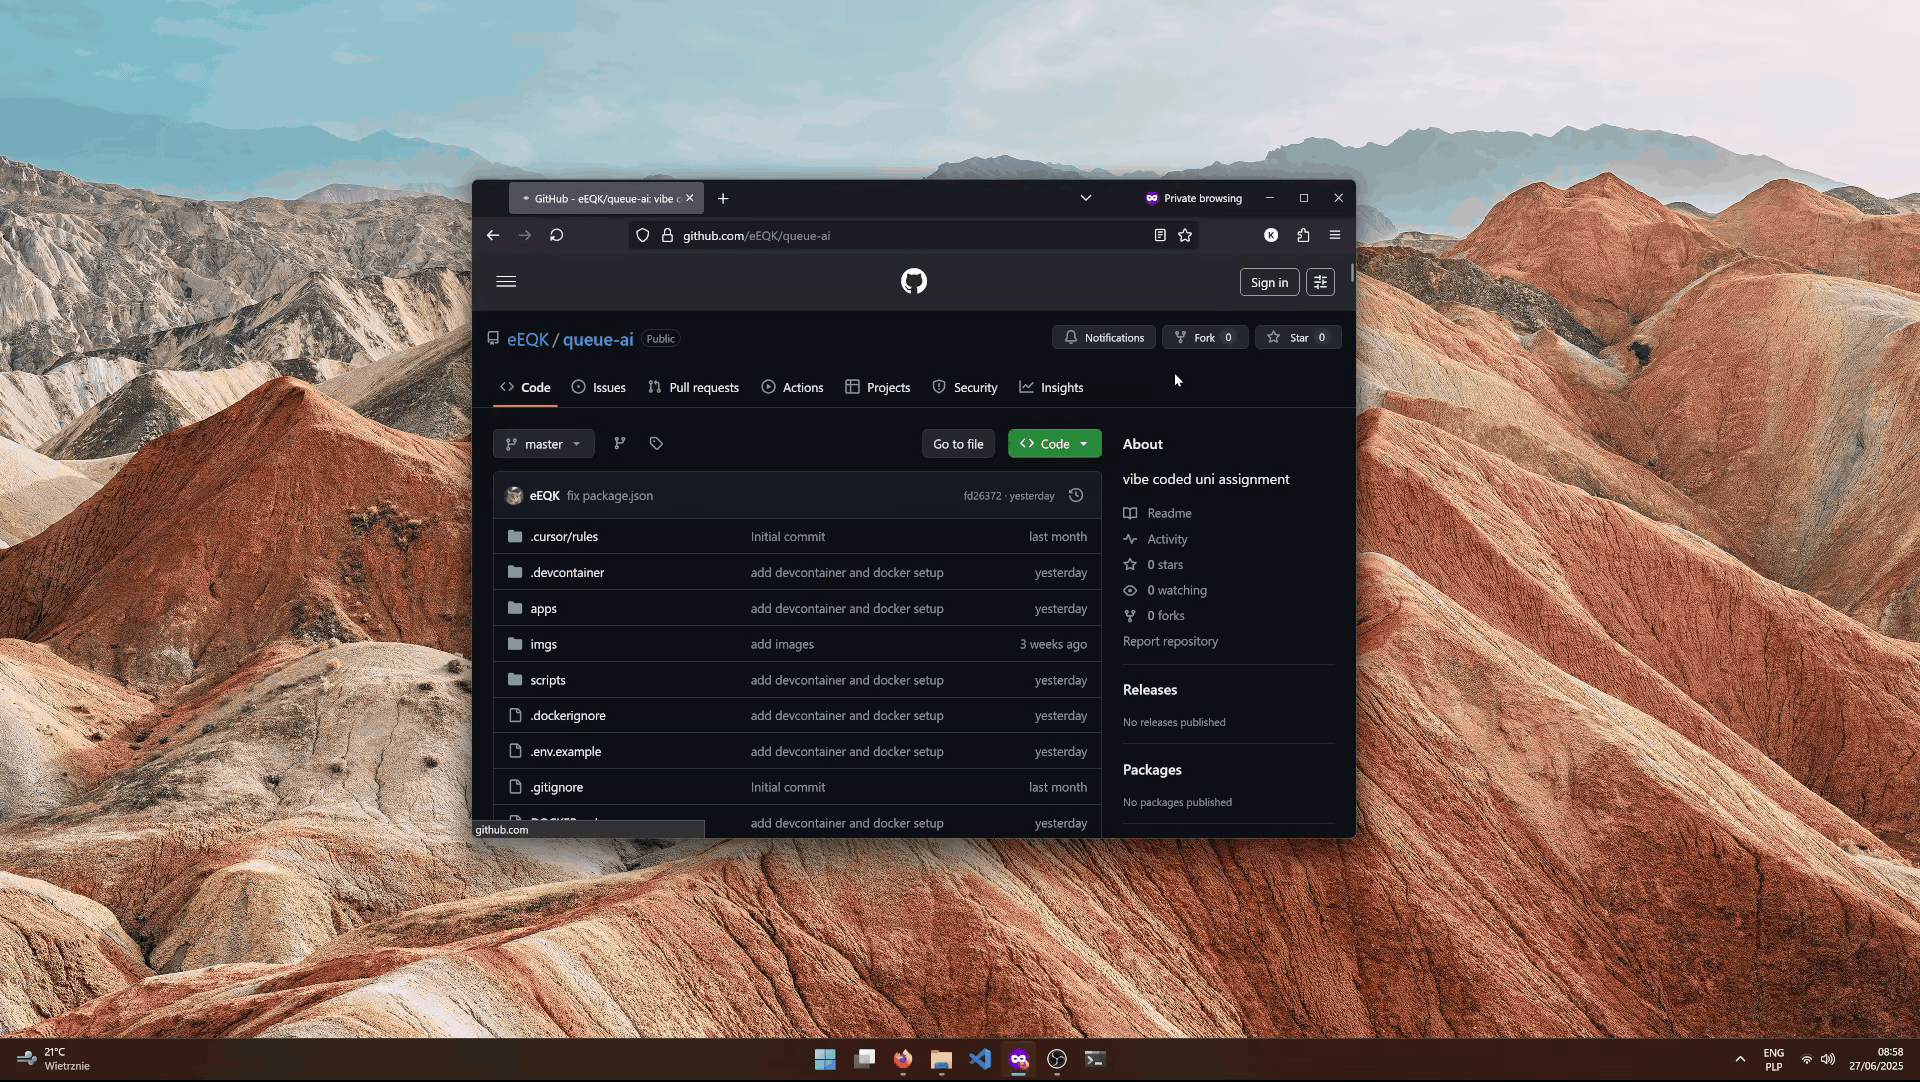 GitHub - eEQK/queue-ai: vibe c
Private browsing
github.com/eEQK/queue-ai
K
Sign in
eEQK / queue-ai Public
Notifications Fork 0 Star 0
Code Issues Pull requests Actions Projects Security Insights
master Go to file Code
eEQK fix package.json fd26372 · yesterday
.cursor/rules Initial commit last month
.devcontainer add devcontainer and docker setup yesterday
apps add devcontainer and docker setup yesterday
imgs add images 3 weeks ago
scripts add devcontainer and docker setup yesterday
.dockerignore add devcontainer and docker setup yesterday
.env.example add devcontainer and docker setup yesterday
.gitignore Initial commit last month
add devcontainer and docker setup yesterday
About
vibe coded uni assignment
Readme
Activity
0 stars
0 watching
0 forks
Report repository
Releases
No releases published
Packages
No packages published
github.com
21°C
Wietrznie
ENG
PLP
08:58
27/06/2025